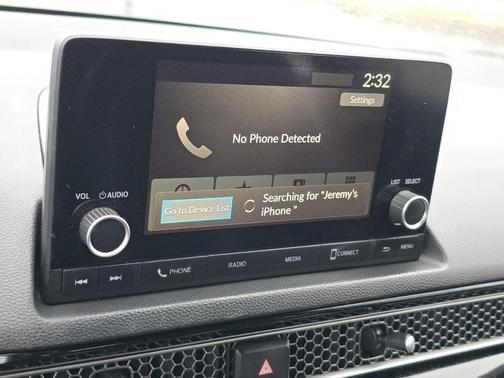 2:32
Settings
No Phone Detected
Go to Device List
Searching for "Jeremy's
iPhone "
VOL AUDIO
LIST SELECT
PHONE RADIO MEDIA CONNECT MENU